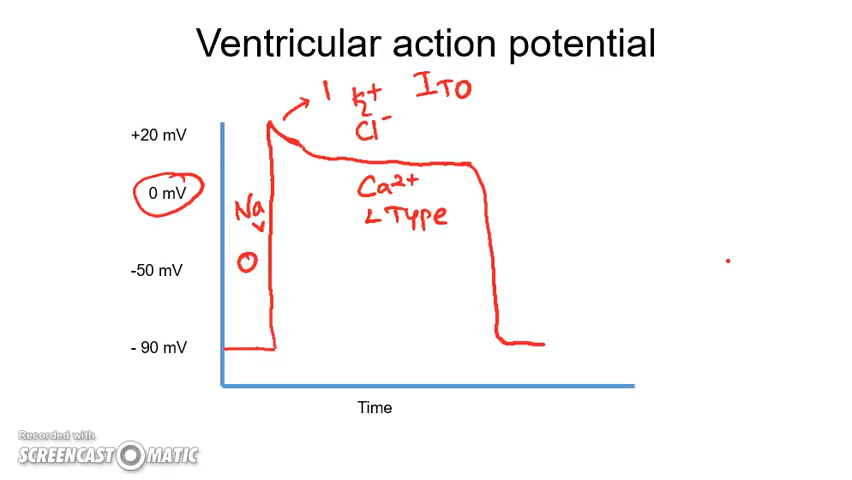 Ventricular action potential
1 K+ ITO
Cl-
+20 mV
0 mV
Ca2+
Na
L Type
0
-50 mV
- 90 mV
Time
Recorded with
SCREENCAST-O-MATIC